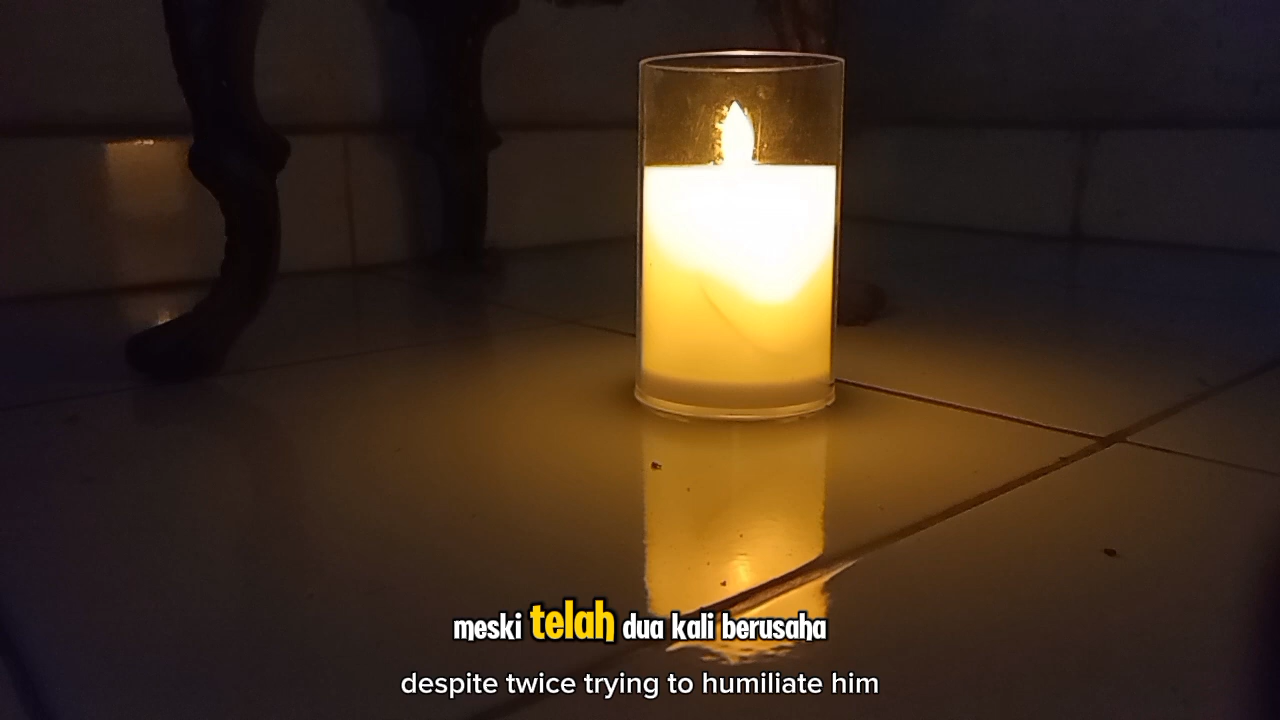 meski telah dua kali berusaha
despite twice trying to humiliate him